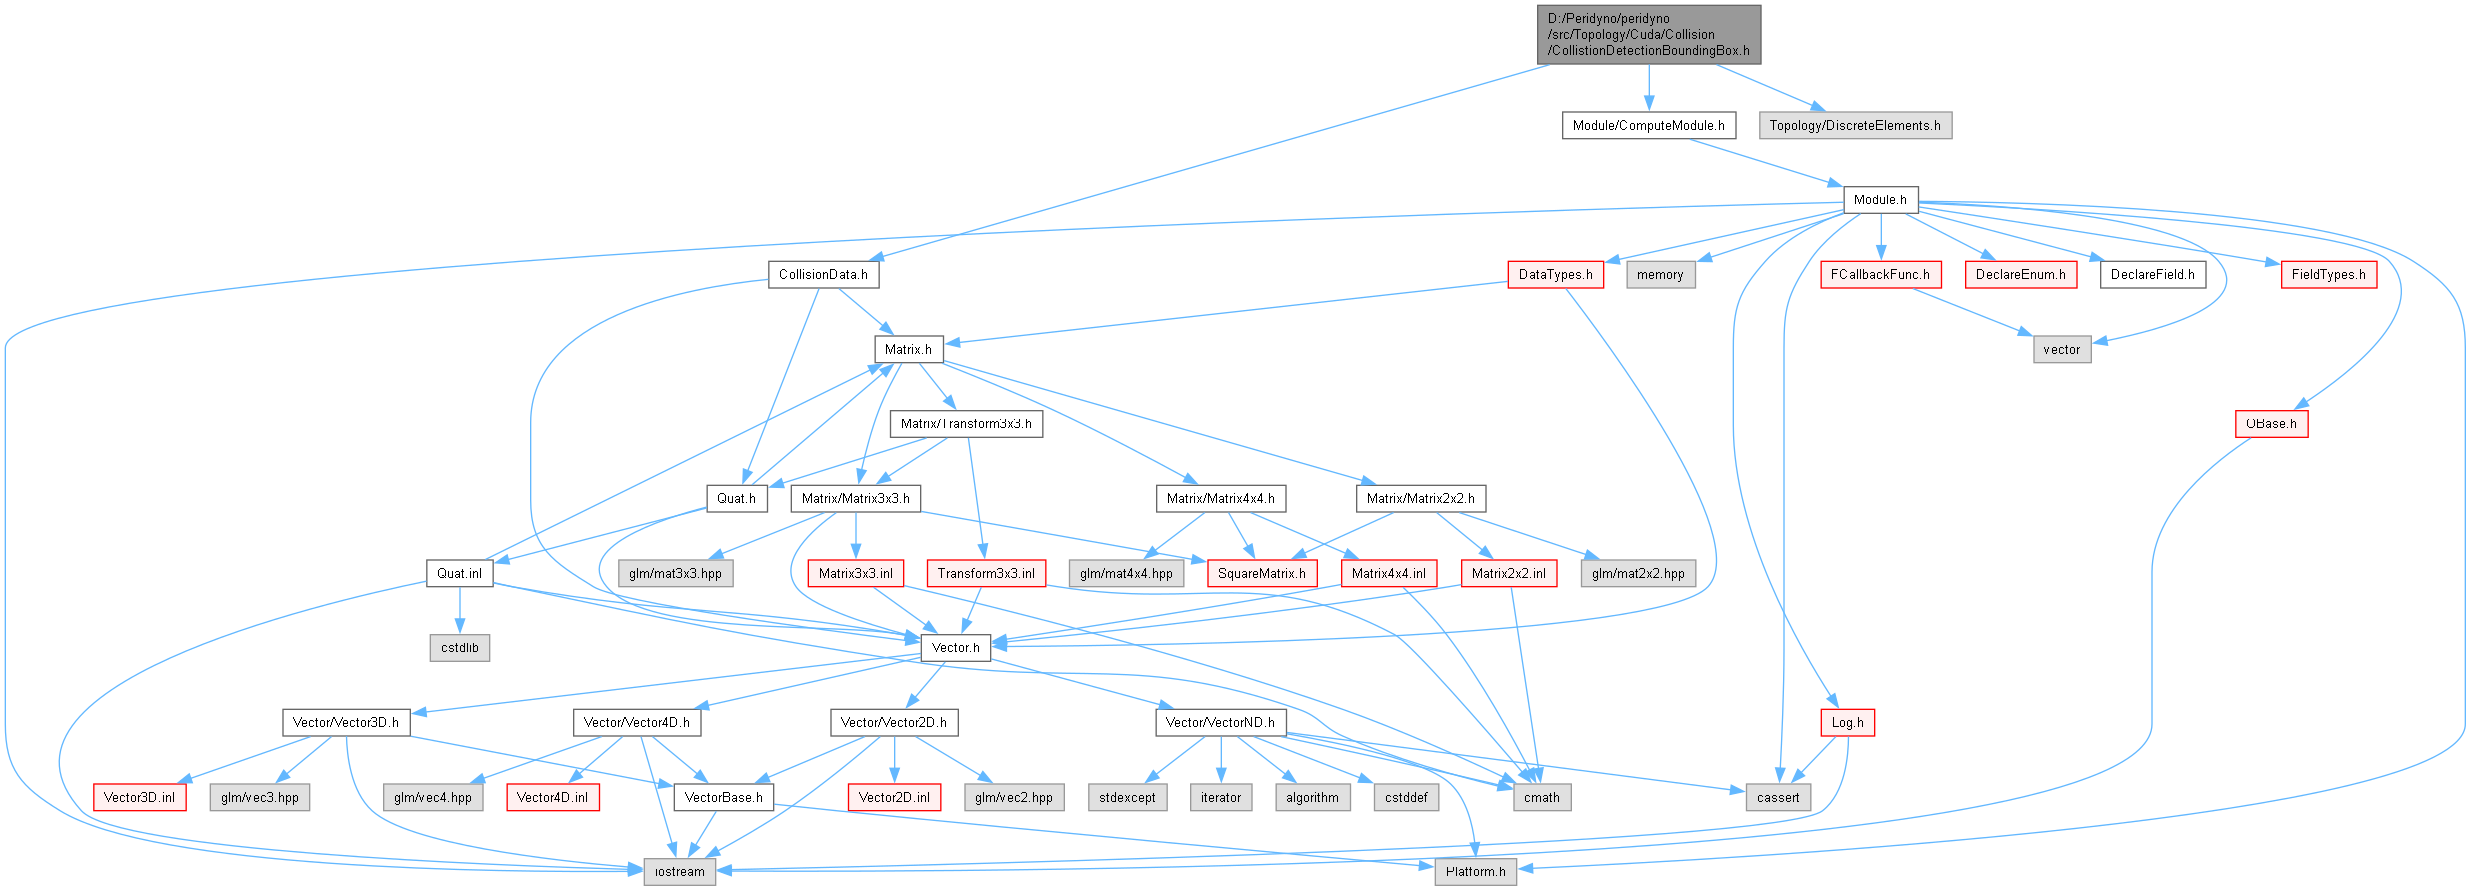 D:/Peridyno/peridyno
/src/Topology/Cuda/Collision
/CollistionDetectionBoundingBox.h
Module/ComputeModule.h
Topology/DiscreteElements.h
Module.h
CollisionData.h
DataTypes.h
memory
FCallbackFunc.h
DeclareEnum.h
DeclareField.h
FieldTypes.h
Matrix.h
vector
Matrix/Transform3x3.h
OBase.h
Quat.h
Matrix/Matrix3x3.h
Matrix/Matrix4x4.h
Matrix/Matrix2x2.h
Quat.inl
glm/mat3x3.hpp
Matrix3x3.inl
Transform3x3.inl
glm/mat4x4.hpp
SquareMatrix.h
Matrix4x4.inl
Matrix2x2.inl
glm/mat2x2.hpp
cstdlib
Vector.h
Vector/Vector3D.h
Vector/Vector4D.h
Vector/Vector2D.h
Vector/VectorND.h
Log.h
Vector3D.inl
glm/vec3.hpp
glm/vec4.hpp
Vector4D.inl
VectorBase.h
Vector2D.inl
glm/vec2.hpp
stdexcept
iterator
algorithm
cstddef
cmath
cassert
iostream
Platform.h